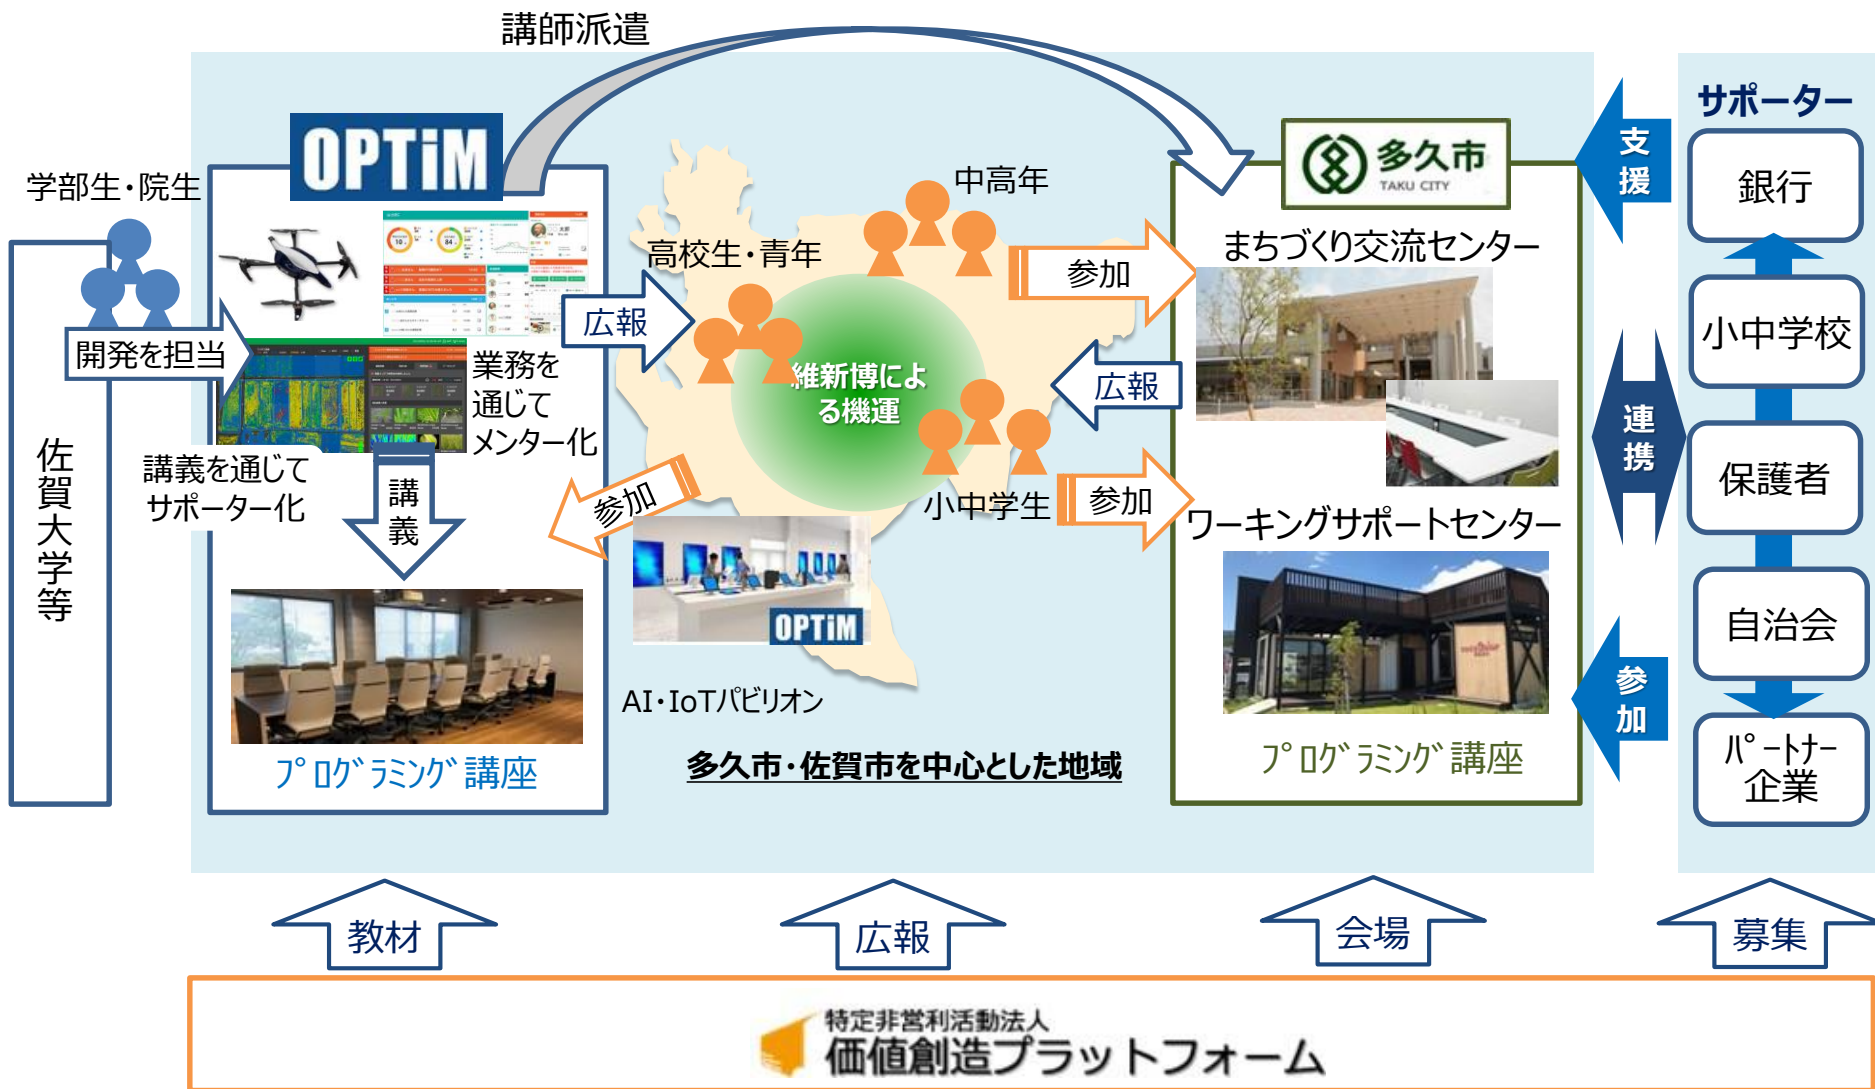 講師派遣
OPTiM
学部生・院生
開発を担当
佐賀大学等
業務を
通じて
メンター化
講義を通じて
サポーター化
講義
プログラミング講座
広報
高校生・青年
中高年
参加
維新博によ
る機運
広報
小中学生
参加
参加
OPTiM
AI・IoTパビリオン
多久市・佐賀市を中心とした地域
多久市
TAKU CITY
まちづくり交流センター
ワーキングサポートセンター
プログラミング講座
支援
連携
参加
サポーター
銀行
小中学校
保護者
自治会
パートナー
企業
教材
広報
会場
募集
特定非営利活動法人
価値創造プラットフォーム